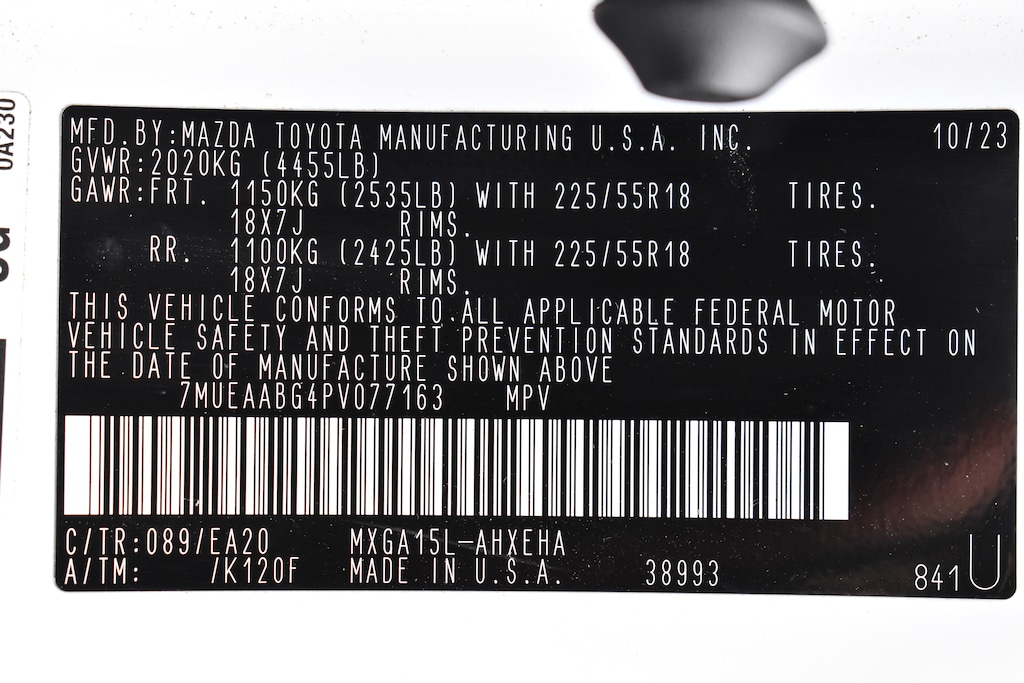 0A230
MFD.BY:MAZDA TOYOTA MANUFACTURING U.S.A. INC. 10/23
GVWR:2020KG (4455LB)
GAWR:FRT. 1150KG (2535LB) WITH 225/55R18 TIRES.
18X7J RIMS.
RR. 1100KG (2425LB) WITH 225/55R18 TIRES.
18X7J RIMS.
THIS VEHICLE CONFORMS TO ALL APPLICABLE FEDERAL MOTOR
VEHICLE SAFETY AND THEFT PREVENTION STANDARDS IN EFFECT ON
THE DATE OF MANUFACTURE SHOWN ABOVE
7MUEAABG4PV077163 MPV
C/TR:089/EA20 MXGA15L-AHXEHA
A/TM: /K120F MADE IN U.S.A. 38993 841 U